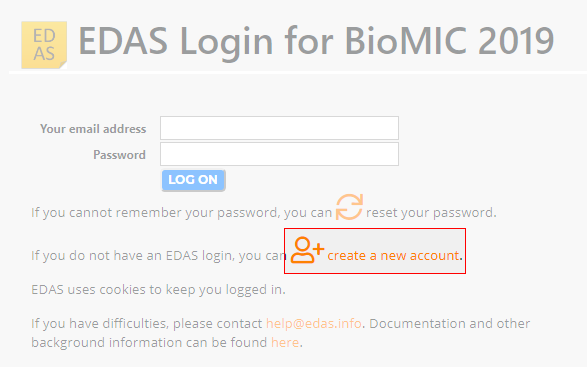 ED
AS
EDAS Login for BioMIC 2019
Your email address
Password
LOG ON
If you cannot remember your password, you can reset your password.
If you do not have an EDAS login, you can create a new account.
EDAS uses cookies to keep you logged in.
If you have difficulties, please contact help@edas.info. Documentation and other
background information can be found here.